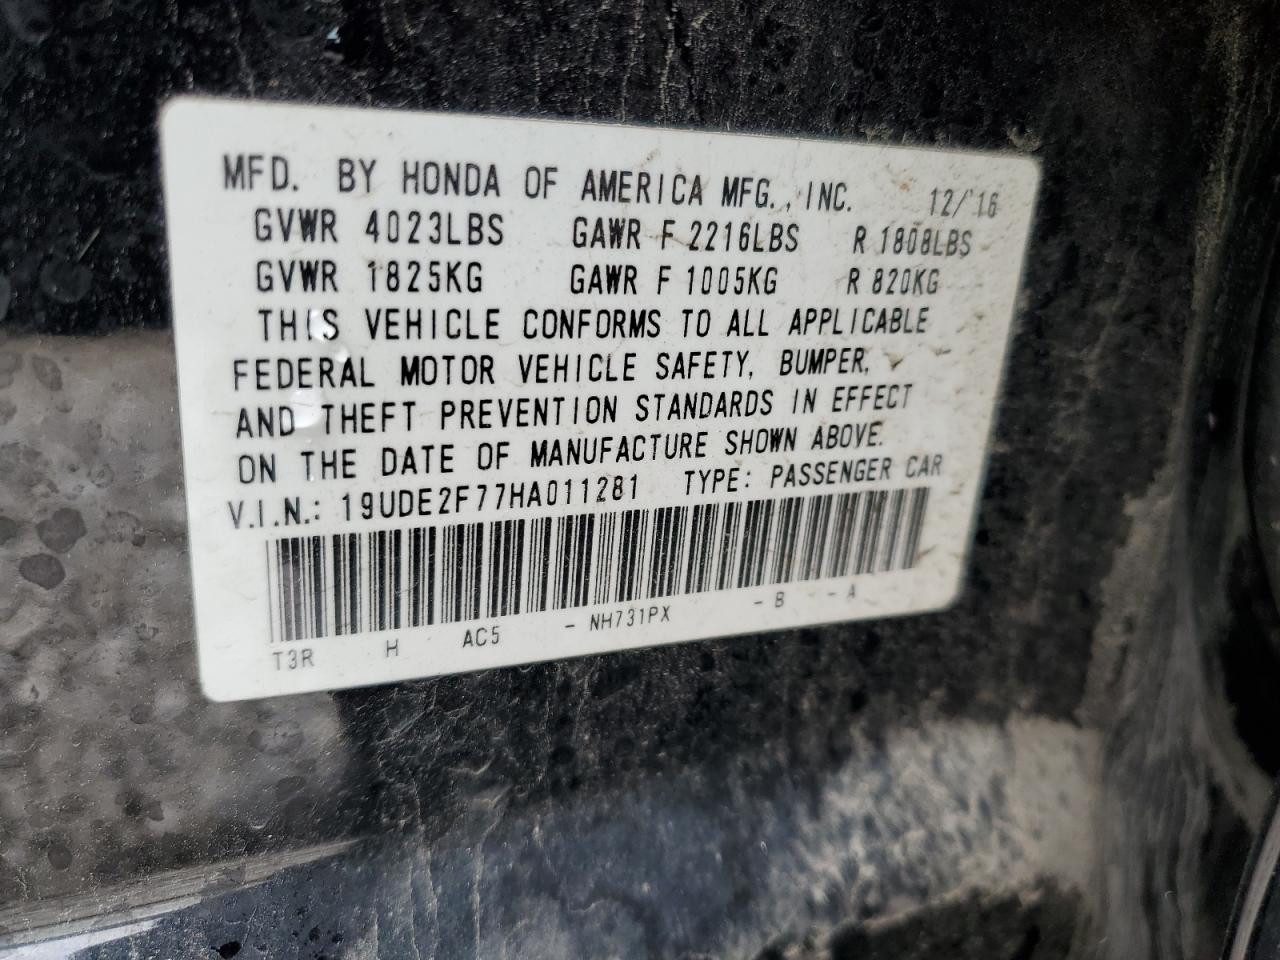 MFD. BY HONDA OF AMERICA MFG., INC. 12/'16
GVWR 4023LBS GAWR F 2216LBS R 1808LBS
GVWR 1825KG GAWR F 1005KG R 820KG
THIS VEHICLE CONFORMS TO ALL APPLICABLE
FEDERAL MOTOR VEHICLE SAFETY, BUMPER,
AND THEFT PREVENTION STANDARDS IN EFFECT
ON THE DATE OF MANUFACTURE SHOWN ABOVE.
V.I.N.: 19UDE2F77HA011281 TYPE: PASSENGER CAR
T3R H AC5 - NH731PX - B - A